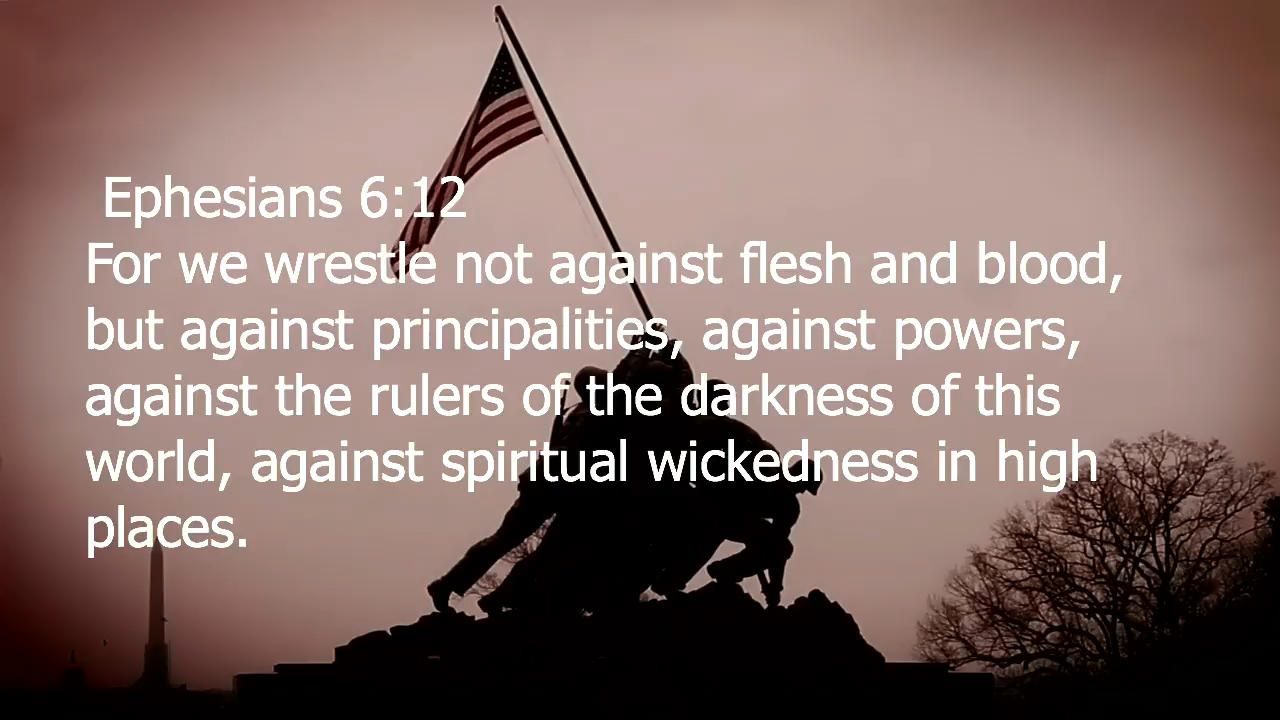 Ephesians 6:12
For we wrestle not against flesh and blood,
but against principalities, against powers,
against the rulers of the darkness of this
world, against spiritual wickedness in high
places.